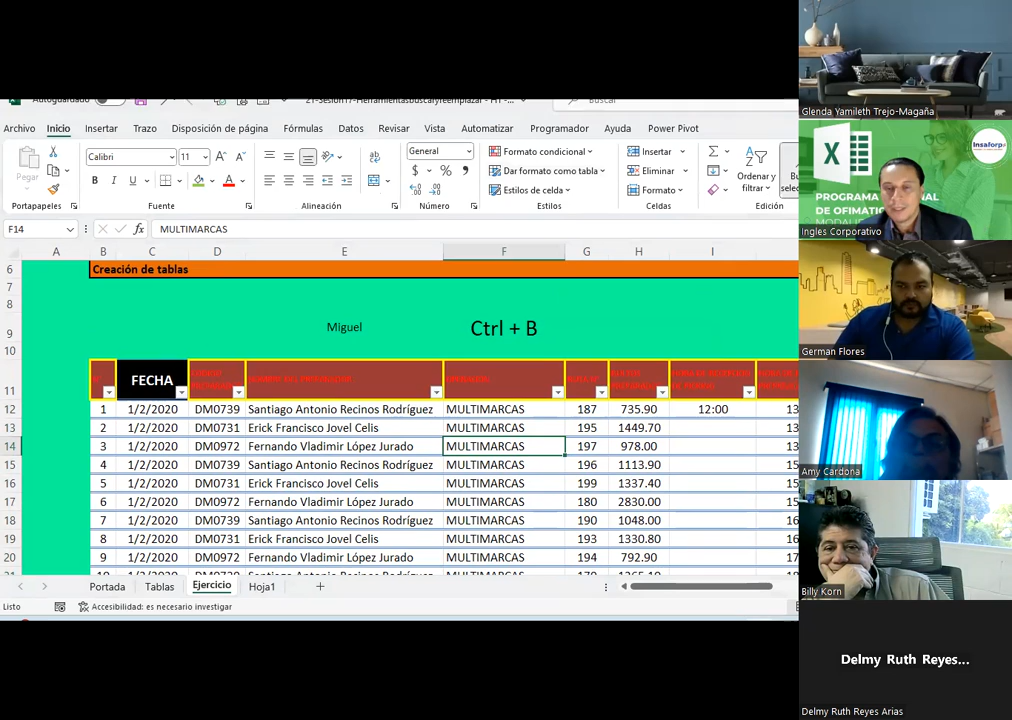 Autoguardado
21-Sesion17-Herramientasbuscaryreemplazar - H1 -...
Buscar
Archivo Inicio Insertar Trazo Disposición de página Fórmulas Datos Revisar Vista Automatizar Programador Ayuda Power Pivot
Pegar
Portapapeles
Calibri 11
N K S
Fuente
Alineación
General
$ % 
Número
Formato condicional
Dar formato como tabla
Estilos de celda
Estilos
Insertar
Eliminar
Formato
Celdas
Ordenar y filtrar
Edición
F14 fx MULTIMARCAS
A B C D E F G H I
6 Creación de tablas
7
8
9 Miguel Ctrl + B
10
11 FECHA
12 1 1/2/2020 DM0739 Santiago Antonio Recinos Rodríguez MULTIMARCAS 187 735.90 12:00 13
13 2 1/2/2020 DM0731 Erick Francisco Jovel Celis MULTIMARCAS 195 1449.70 13
14 3 1/2/2020 DM0972 Fernando Vladimir López Jurado MULTIMARCAS 197 978.00 13
15 4 1/2/2020 DM0739 Santiago Antonio Recinos Rodríguez MULTIMARCAS 196 1113.90 15
16 5 1/2/2020 DM0731 Erick Francisco Jovel Celis MULTIMARCAS 199 1337.40 15
17 6 1/2/2020 DM0972 Fernando Vladimir López Jurado MULTIMARCAS 180 2830.00 15
18 7 1/2/2020 DM0739 Santiago Antonio Recinos Rodríguez MULTIMARCAS 190 1048.00 16
19 8 1/2/2020 DM0731 Erick Francisco Jovel Celis MULTIMARCAS 193 1330.80 16
20 9 1/2/2020 DM0972 Fernando Vladimir López Jurado MULTIMARCAS 194 792.90 17
Portada Tablas Ejercicio Hoja1 +
Listo Accesibilidad: es necesario investigar
Glenda Yamileth Trejo-Magaña
X
Insaforp
DE OFIMATIC
Ingles Corporativo
German Flores
Amy Cardona
Billy Korn
Delmy Ruth Reyes...
Delmy Ruth Reyes Arias